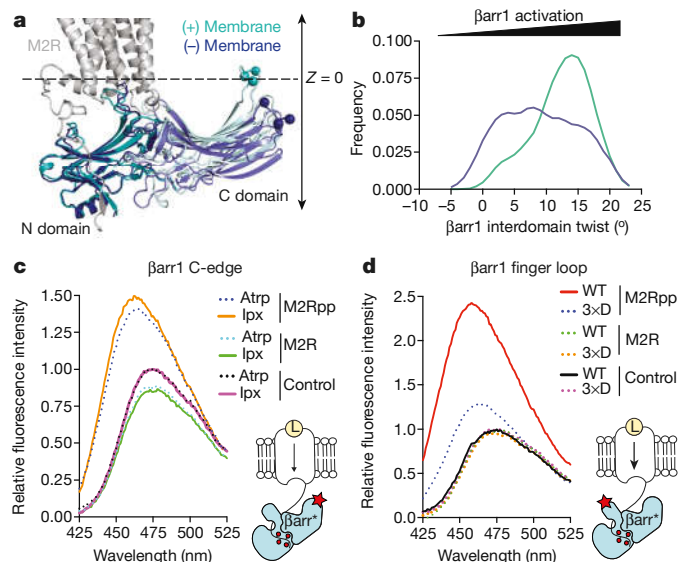 a
M2R
(+) Membrane
(−) Membrane
Z = 0
C domain
N domain
b
βarr1 activation
Frequency
0.100
0.075
0.050
0.025
0.000
−10 −5 0 5 10 15 20 25
βarr1 interdomain twist (º)
c
βarr1 C-edge
Relative fluorescence intensity
1.50
1.25
1.00
0.75
0.50
0.25
0.00
425 450 475 500 525
Wavelength (nm)
Atrp
Ipx
M2Rpp
Atrp
Ipx
M2R
Atrp
Ipx
Control
L
βarr*
d
βarr1 finger loop
Relative fluorescence intensity
2.5
2.0
1.5
1.0
0.5
0.0
425 450 475 500 525
Wavelength (nm)
WT
3×D
M2Rpp
WT
3×D
M2R
WT
3×D
Control
L
βarr*